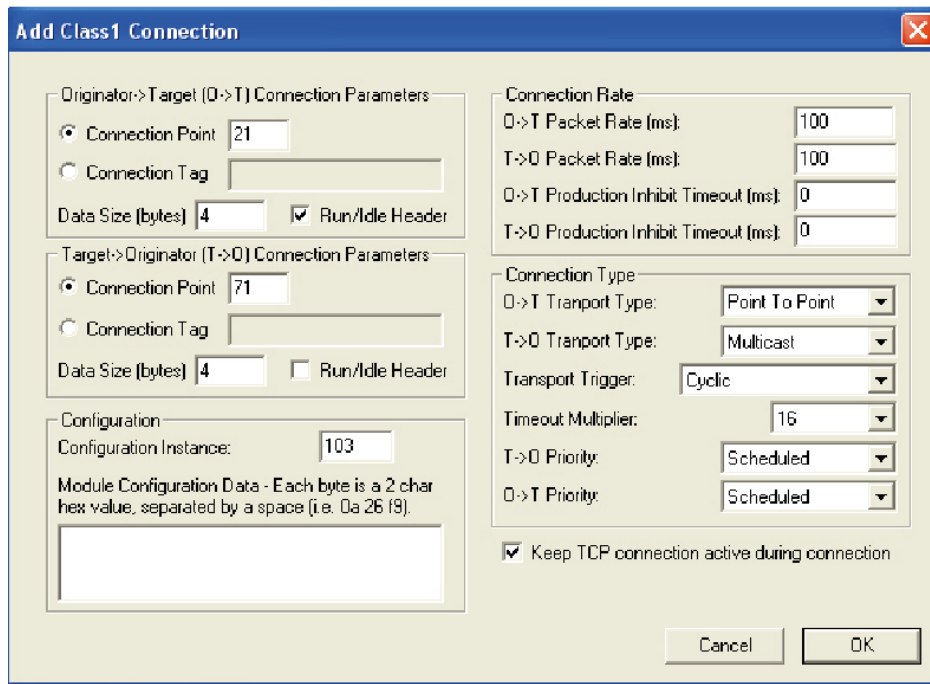 Add Class1 Connection
Originator->Target (O->T) Connection Parameters
Connection Point 21
Connection Tag
Data Size (bytes) 4 Run/Idle Header
Target->Originator (T->O) Connection Parameters
Connection Point 71
Connection Tag
Data Size (bytes) 4 Run/Idle Header
Configuration
Configuration Instance: 103
Module Configuration Data - Each byte is a 2 char
hex value, separated by a space (i.e. 0a 26 f9).
Connection Rate
O->T Packet Rate (ms): 100
T->O Packet Rate (ms): 100
O->T Production Inhibit Timeout (ms): 0
T->O Production Inhibit Timeout (ms): 0
Connection Type
O->T Tranport Type: Point To Point
T->O Tranport Type: Multicast
Transport Trigger: Cyclic
Timeout Multiplier: 16
T->O Priority: Scheduled
O->T Priority: Scheduled
Keep TCP connection active during connection
Cancel OK